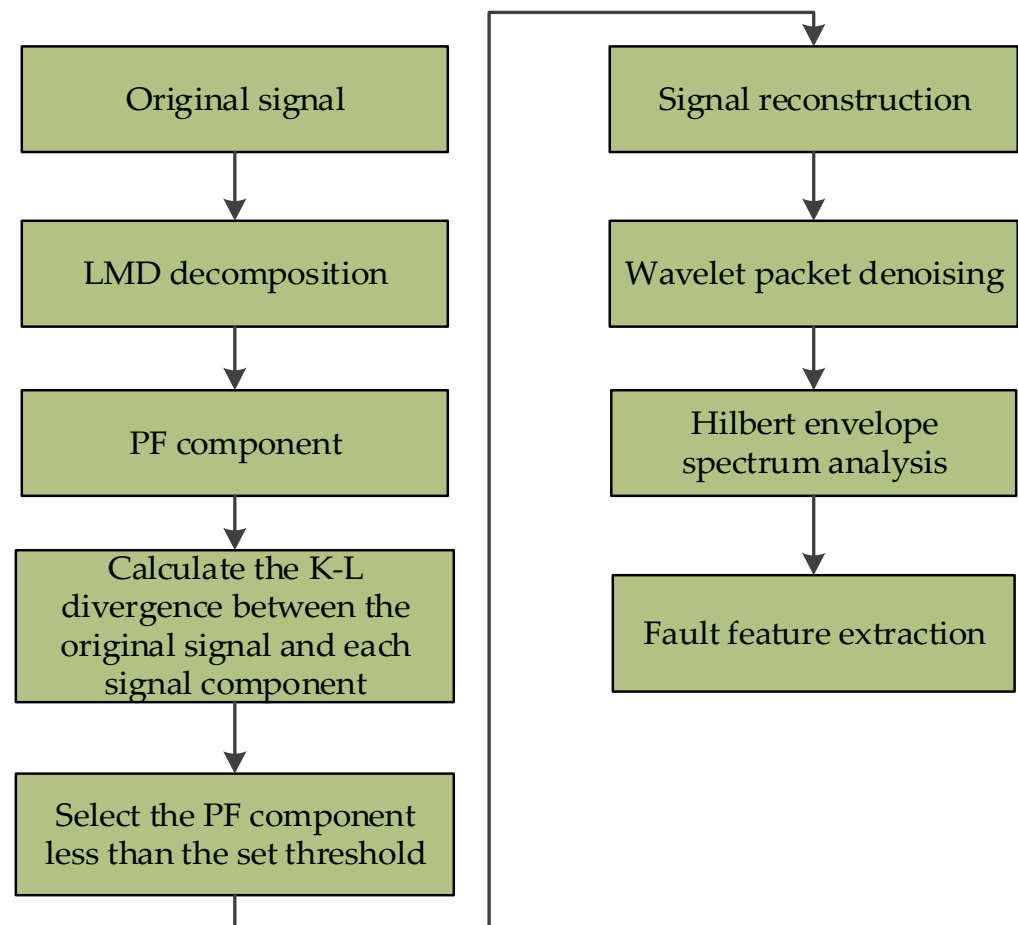 Original signal
LMD decomposition
PF component
Calculate the K-L
divergence between the
original signal and each
signal component
Select the PF component
less than the set threshold
Signal reconstruction
Wavelet packet denoising
Hilbert envelope
spectrum analysis
Fault feature extraction